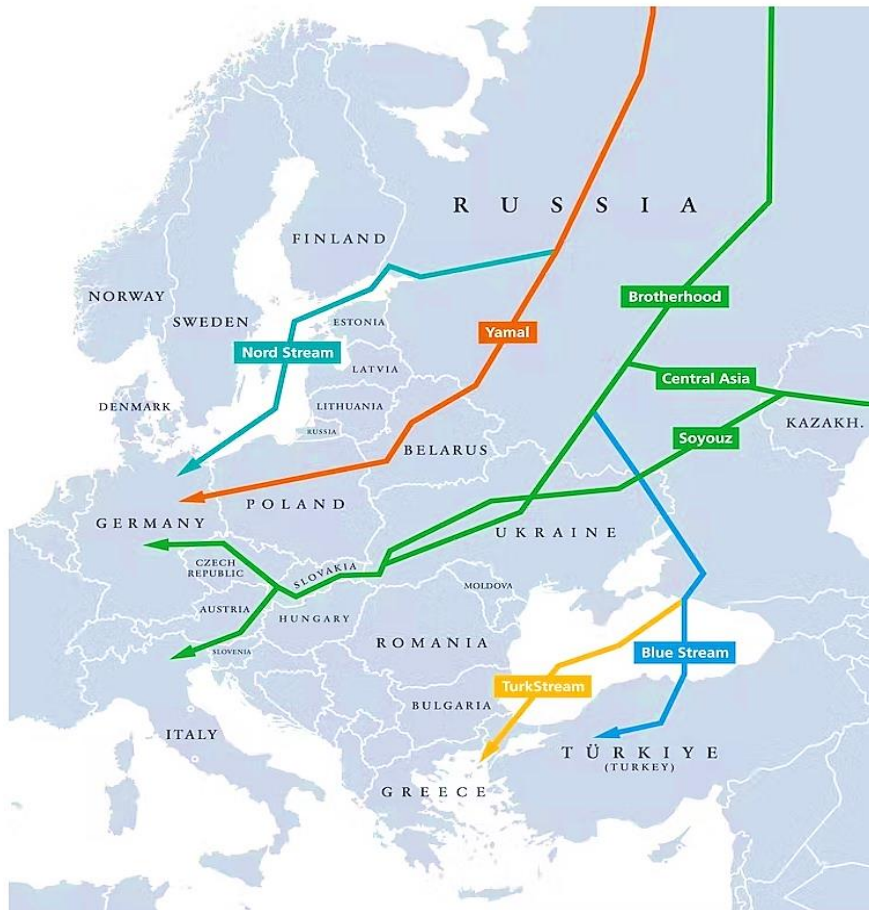 RUSSIA
FINLAND
Brotherhood
NORWAY
SWEDEN
ESTONIA
Yamal
Nord Stream
LATVIA
Central Asia
DENMARK
LITHUANIA
KAZAKH.
RUSSIA
Soyouz
BELARUS
POLAND
GERMANY
UKRAINE
CZECH
REPUBLIC
SLOVAKIA
MOLDOVA
AUSTRIA
HUNGARY
ROMANIA
SLOVENIA
Blue Stream
TurkStream
BULGARIA
ITALY
TÜRKIYE
(TURKEY)
GREECE